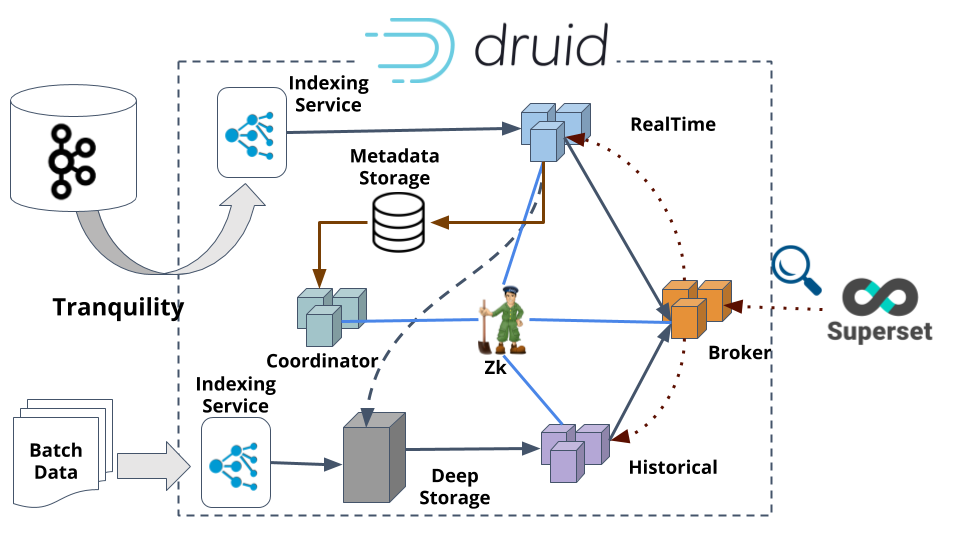 druid
Indexing
Service
RealTime
Metadata
Storage
Tranquility
Superset
Coordinator
Zk
Broker
Indexing
Service
Batch
Data
Deep
Storage
Historical